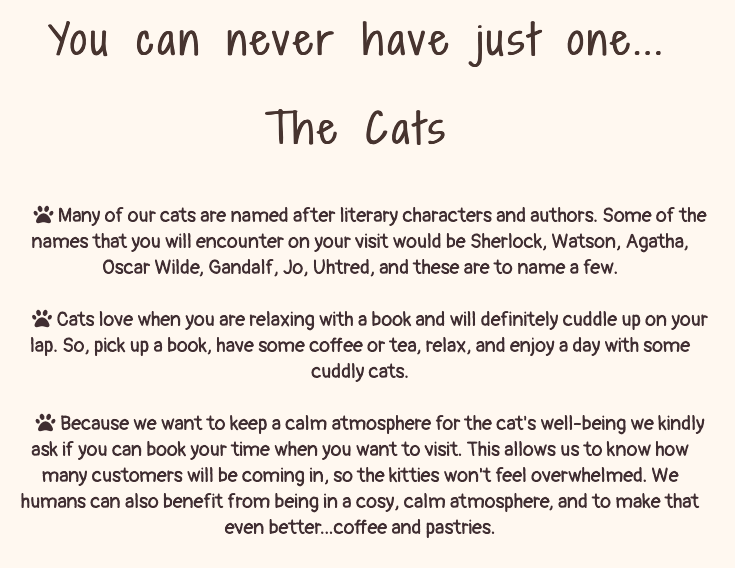 You can never have just one...
The Cats
Many of our cats are named after literary characters and authors. Some of the
names that you will encounter on your visit would be Sherlock, Watson, Agatha,
Oscar Wilde, Gandalf, Jo, Uhtred, and these are to name a few.
Cats love when you are relaxing with a book and will definitely cuddle up on your
lap. So, pick up a book, have some coffee or tea, relax, and enjoy a day with some
cuddly cats.
Because we want to keep a calm atmosphere for the cat's well-being we kindly
ask if you can book your time when you want to visit. This allows us to know how
many customers will be coming in, so the kitties won't feel overwhelmed. We
humans can also benefit from being in a cosy, calm atmosphere, and to make that
even better...coffee and pastries.